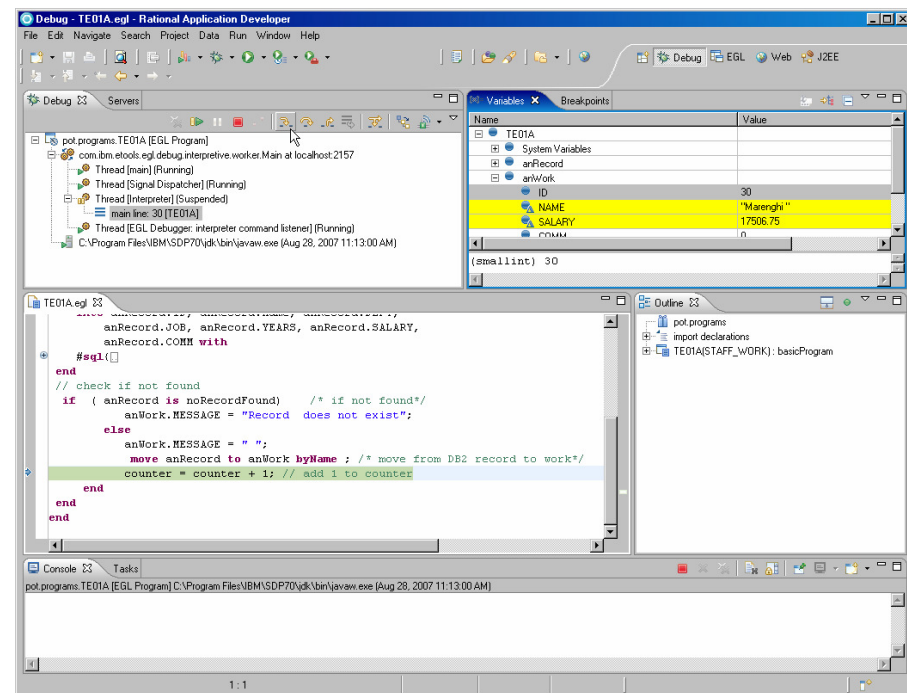 Debug - TE01A.egl - Rational Application Developer
File Edit Navigate Search Project Data Run Window Help
Debug EGL Web J2EE
Debug Servers
pot.programs.TE01A [EGL Program]
com.ibm.etools.egl.debug.interpretive.worker.Main at localhost:2157
Thread [main] (Running)
Thread [Signal Dispatcher] (Running)
Thread [Interpreter] (Suspended)
main line: 30 [TE01A]
Thread [EGL Debugger: interpreter command listener] (Running)
C:\Program Files\IBM\SDP70\jdk\bin\javaw.exe (Aug 28, 2007 11:13:00 AM)
Variables Breakpoints
Name Value
TE01A
System Variables
anRecord
anWork
ID 30
NAME "Marenghi "
SALARY 17506.75
COMM 0
(smallint) 30
TE01A.egl
anRecord.JOB, anRecord.YEARS, anRecord.SALARY,
anRecord.COMM with
#sql{
end
// check if not found
if ( anRecord is noRecordFound) /* if not found*/
anWork.MESSAGE = "Record does not exist";
else
anWork.MESSAGE = " ";
move anRecord to anWork byName ; /* move from DB2 record to work*/
counter = counter + 1; // add 1 to counter
end
end
end
Outline
pot.programs
import declarations
TE01A(STAFF_WORK) : basicProgram
Console Tasks
pot.programs.TE01A [EGL Program] C:\Program Files\IBM\SDP70\jdk\bin\javaw.exe (Aug 28, 2007 11:13:00 AM)
1 : 1